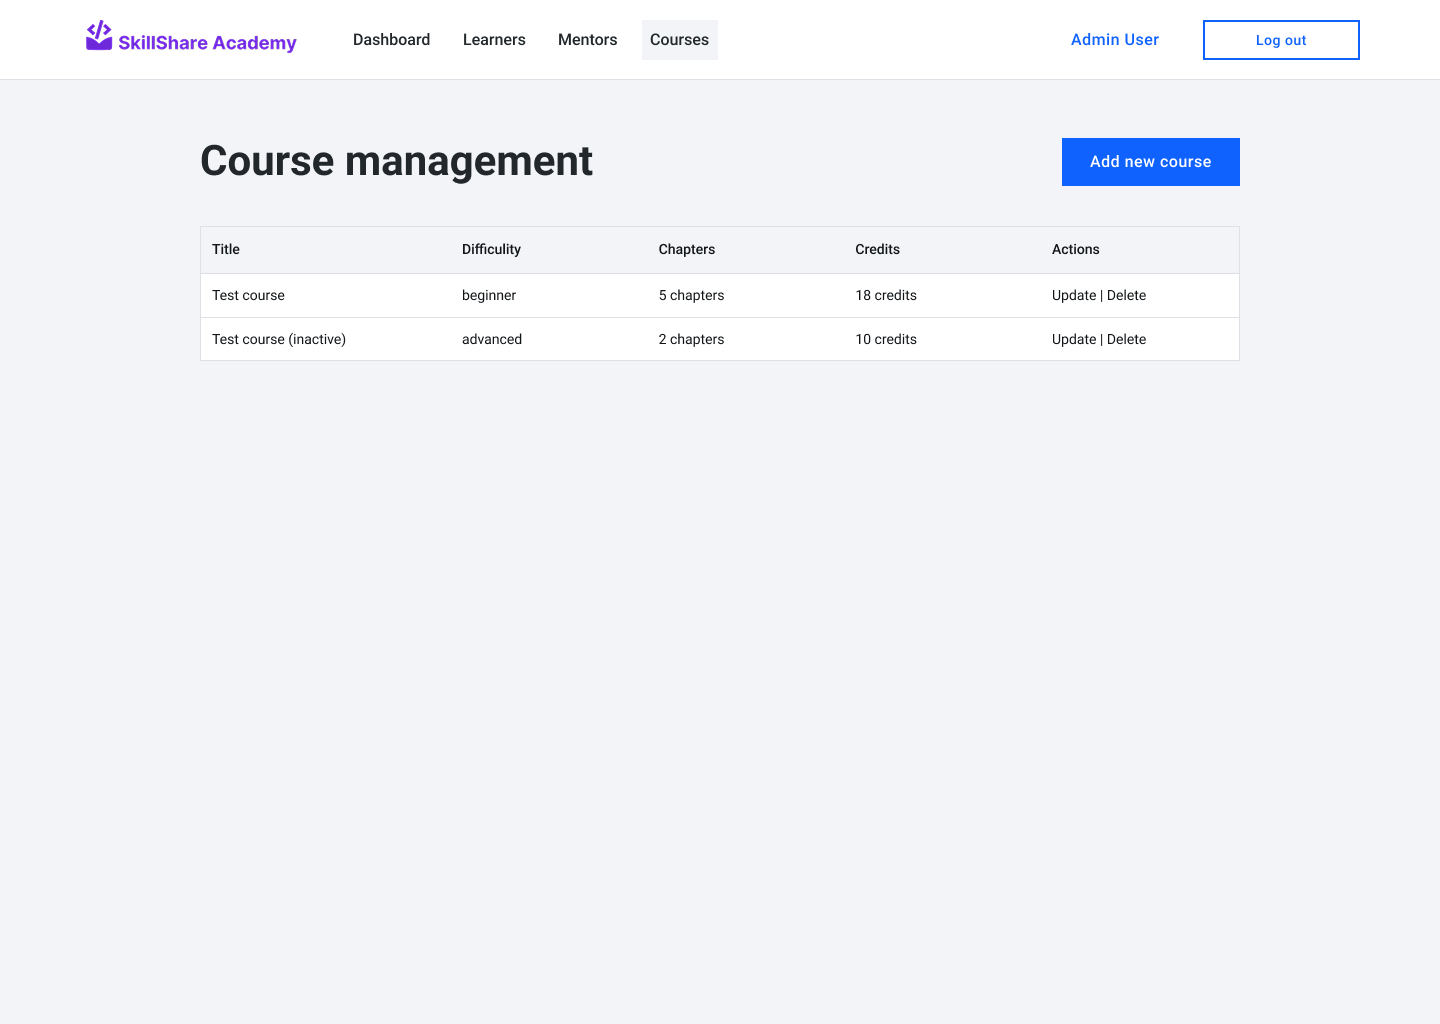 SkillShare Academy Dashboard Learners Mentors Courses Admin User Log out
Course management Add new course
Title Difficulity Chapters Credits Actions
Test course beginner 5 chapters 18 credits Update | Delete
Test course (inactive) advanced 2 chapters 10 credits Update | Delete